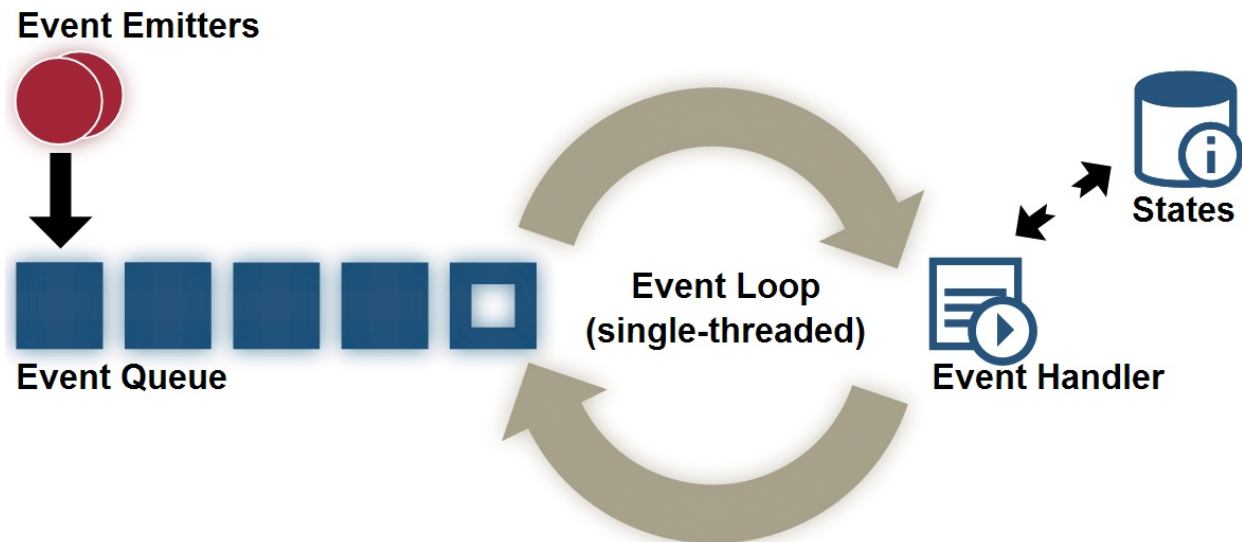 Event Emitters
States
Event Loop
(single-threaded)
Event Queue
Event Handler
i